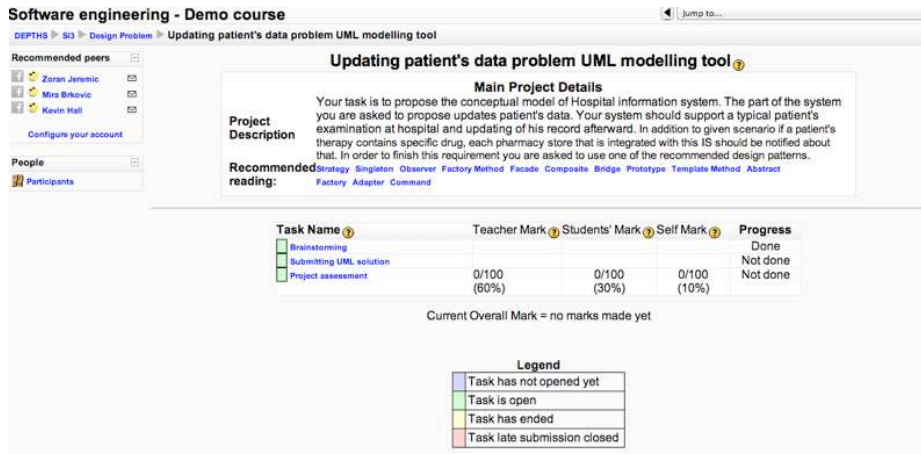 Software engineering - Demo course
Jump to...
DEPTHS SI3 Design Problem Updating patient's data problem UML modelling tool
Recommended peers
Zoran Jeremic
Mira Brkovic
Kevin Hall
Configure your account
People
Participants
Updating patient's data problem UML modelling tool
Main Project Details
Project Description
Your task is to propose the conceptual model of Hospital information system. The part of the system
you are asked to propose updates patient's data. Your system should support a typical patient's
examination at hospital and updating of his record afterward. In addition to given scenario if a patient's
therapy contains specific drug, each pharmacy store that is integrated with this IS should be notified about
that. In order to finish this requirement you are asked to use one of the recommended design patterns.
Recommended reading:
Strategy Singleton Observer Factory Method Facade Composite Bridge Prototype Template Method Abstract
Factory Adapter Command
Task Name Teacher Mark Students' Mark Self Mark Progress
Brainstorming Done
Submitting UML solution Not done
Project assessment 0/100 0/100 0/100 Not done
(60%) (30%) (10%)
Current Overall Mark = no marks made yet
Legend
Task has not opened yet
Task is open
Task has ended
Task late submission closed